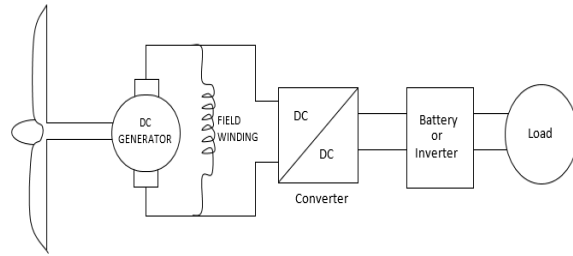 DC
GENERATOR
FIELD
WINDING
DC
DC
Converter
Battery
or
Inverter
Load